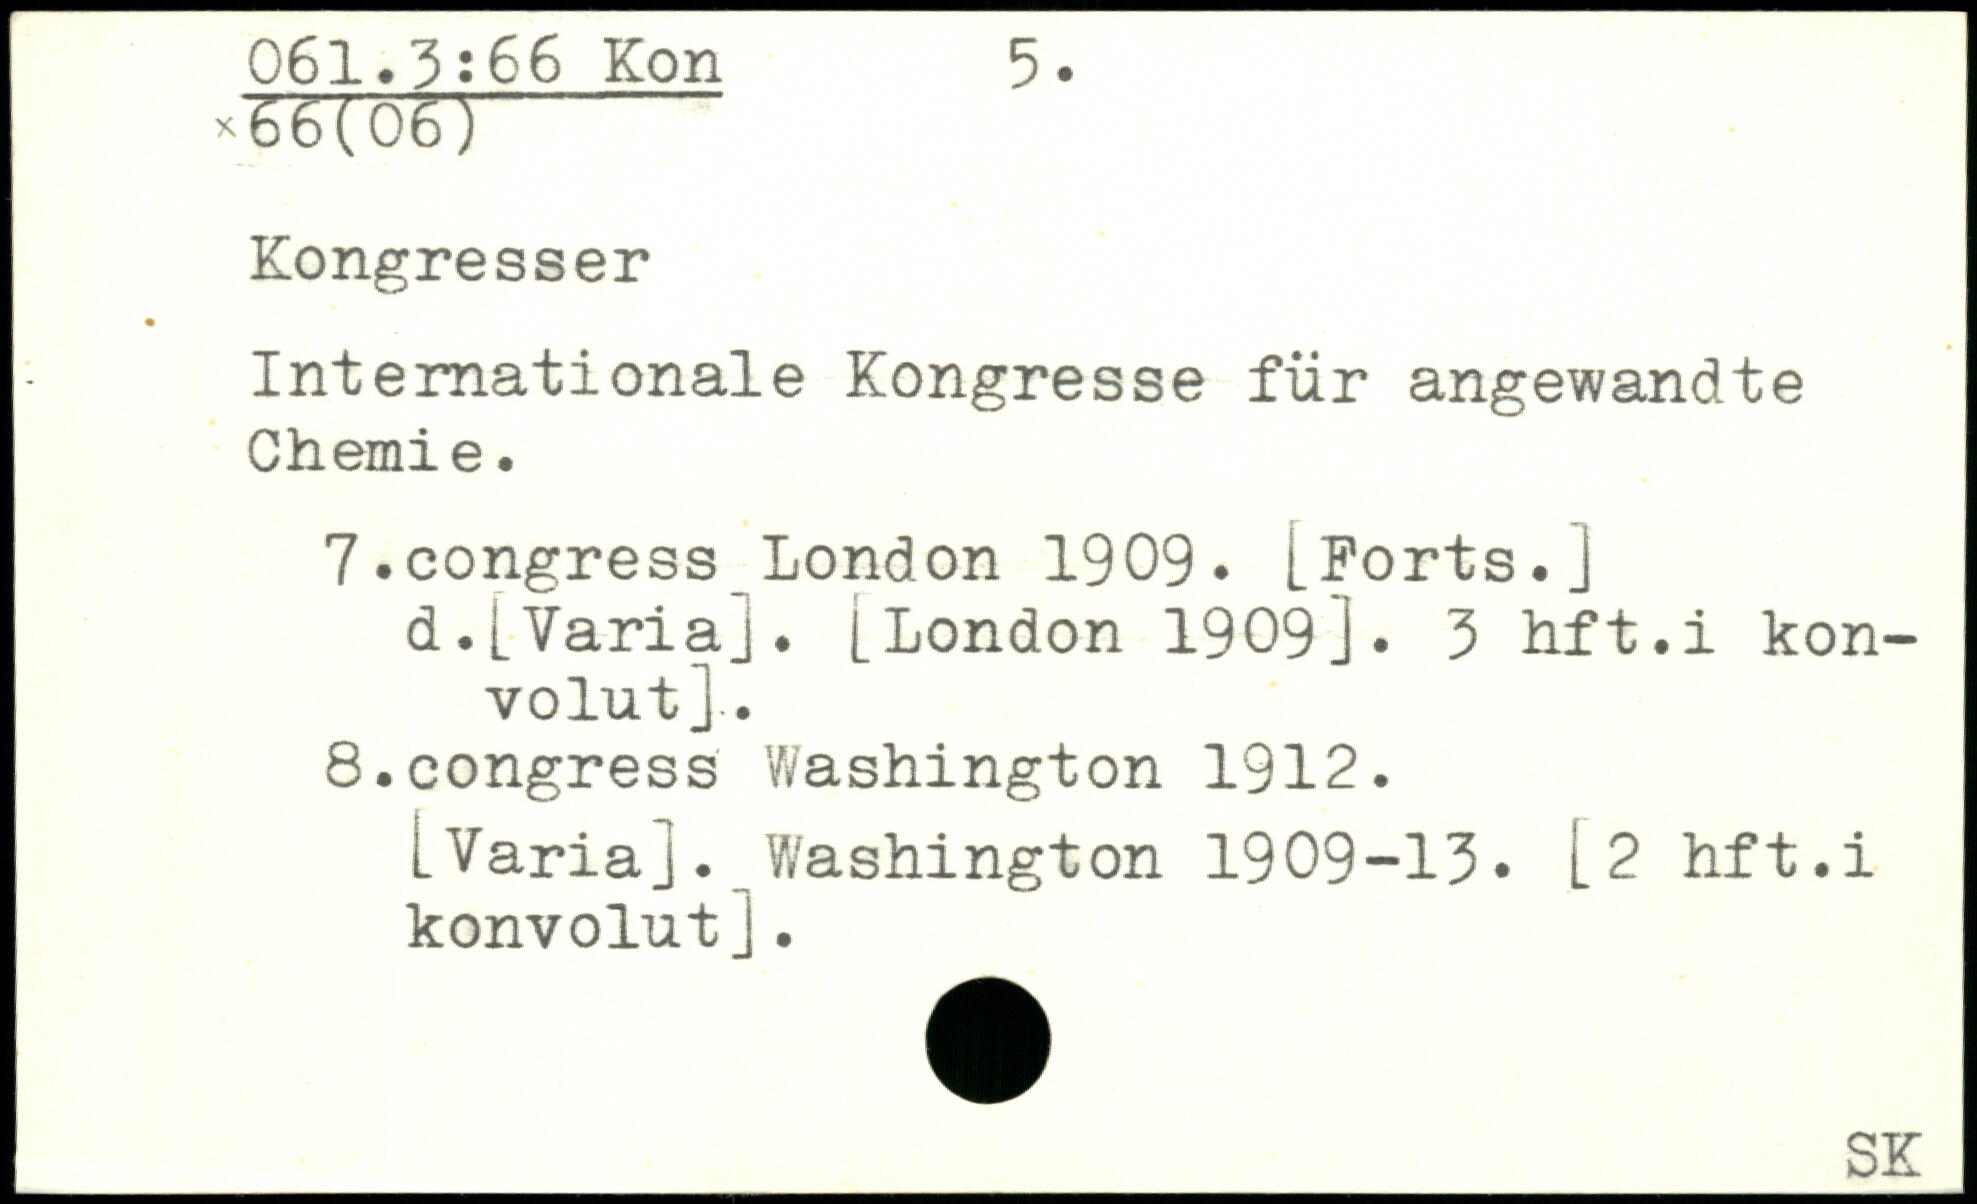 061.3:66 Kon 5.
×66(06)
Kongresser
Internationale Kongresse für angewandte
Chemie.
7.congress London 1909. [Forts.]
d.[Varia]. [London 1909]. 3 hft.i kon-
volut].
8.congress Washington 1912.
[Varia]. Washington 1909-13. [2 hft.i
konvolut].
SK